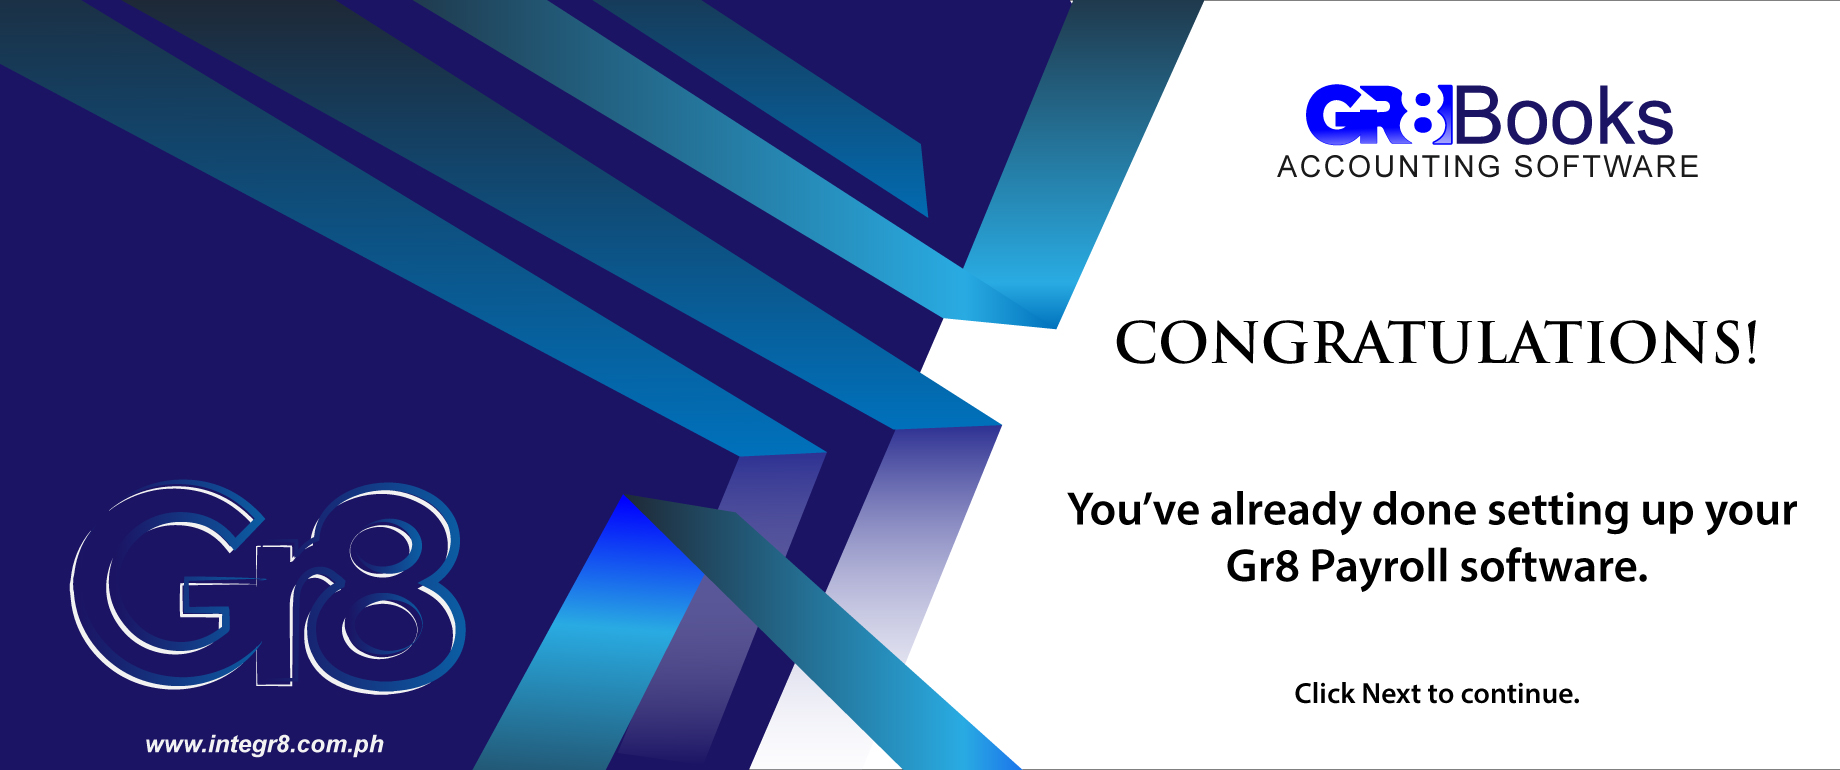 Gr8Books
ACCOUNTING SOFTWARE
CONGRATULATIONS!
You’ve already done setting up your
Gr8 Payroll software.
Click Next to continue.
Gr8
www.integr8.com.ph